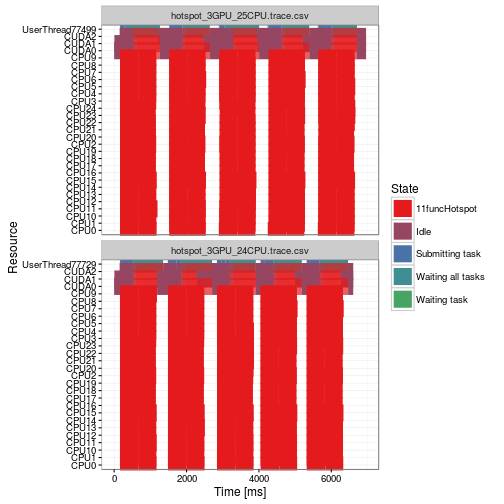 hotspot_3GPU_25CPU.trace.csv
UserThread77499
CUDA2
CUDA1
CUDA0
CPU9
CPU8
CPU7
CPU6
CPU5
CPU4
CPU3
CPU24
CPU23
CPU22
CPU21
CPU20
CPU2
CPU19
CPU18
CPU17
CPU16
CPU15
CPU14
CPU13
CPU12
CPU11
CPU10
CPU1
CPU0
hotspot_3GPU_24CPU.trace.csv
UserThread77729
CUDA2
CUDA1
CUDA0
CPU9
CPU8
CPU7
CPU6
CPU5
CPU4
CPU3
CPU23
CPU22
CPU21
CPU20
CPU2
CPU19
CPU18
CPU17
CPU16
CPU15
CPU14
CPU13
CPU12
CPU11
CPU10
CPU1
CPU0
0
2000
4000
6000
Time [ms]
Resource
State
11funcHotspot
Idle
Submitting task
Waiting all tasks
Waiting task